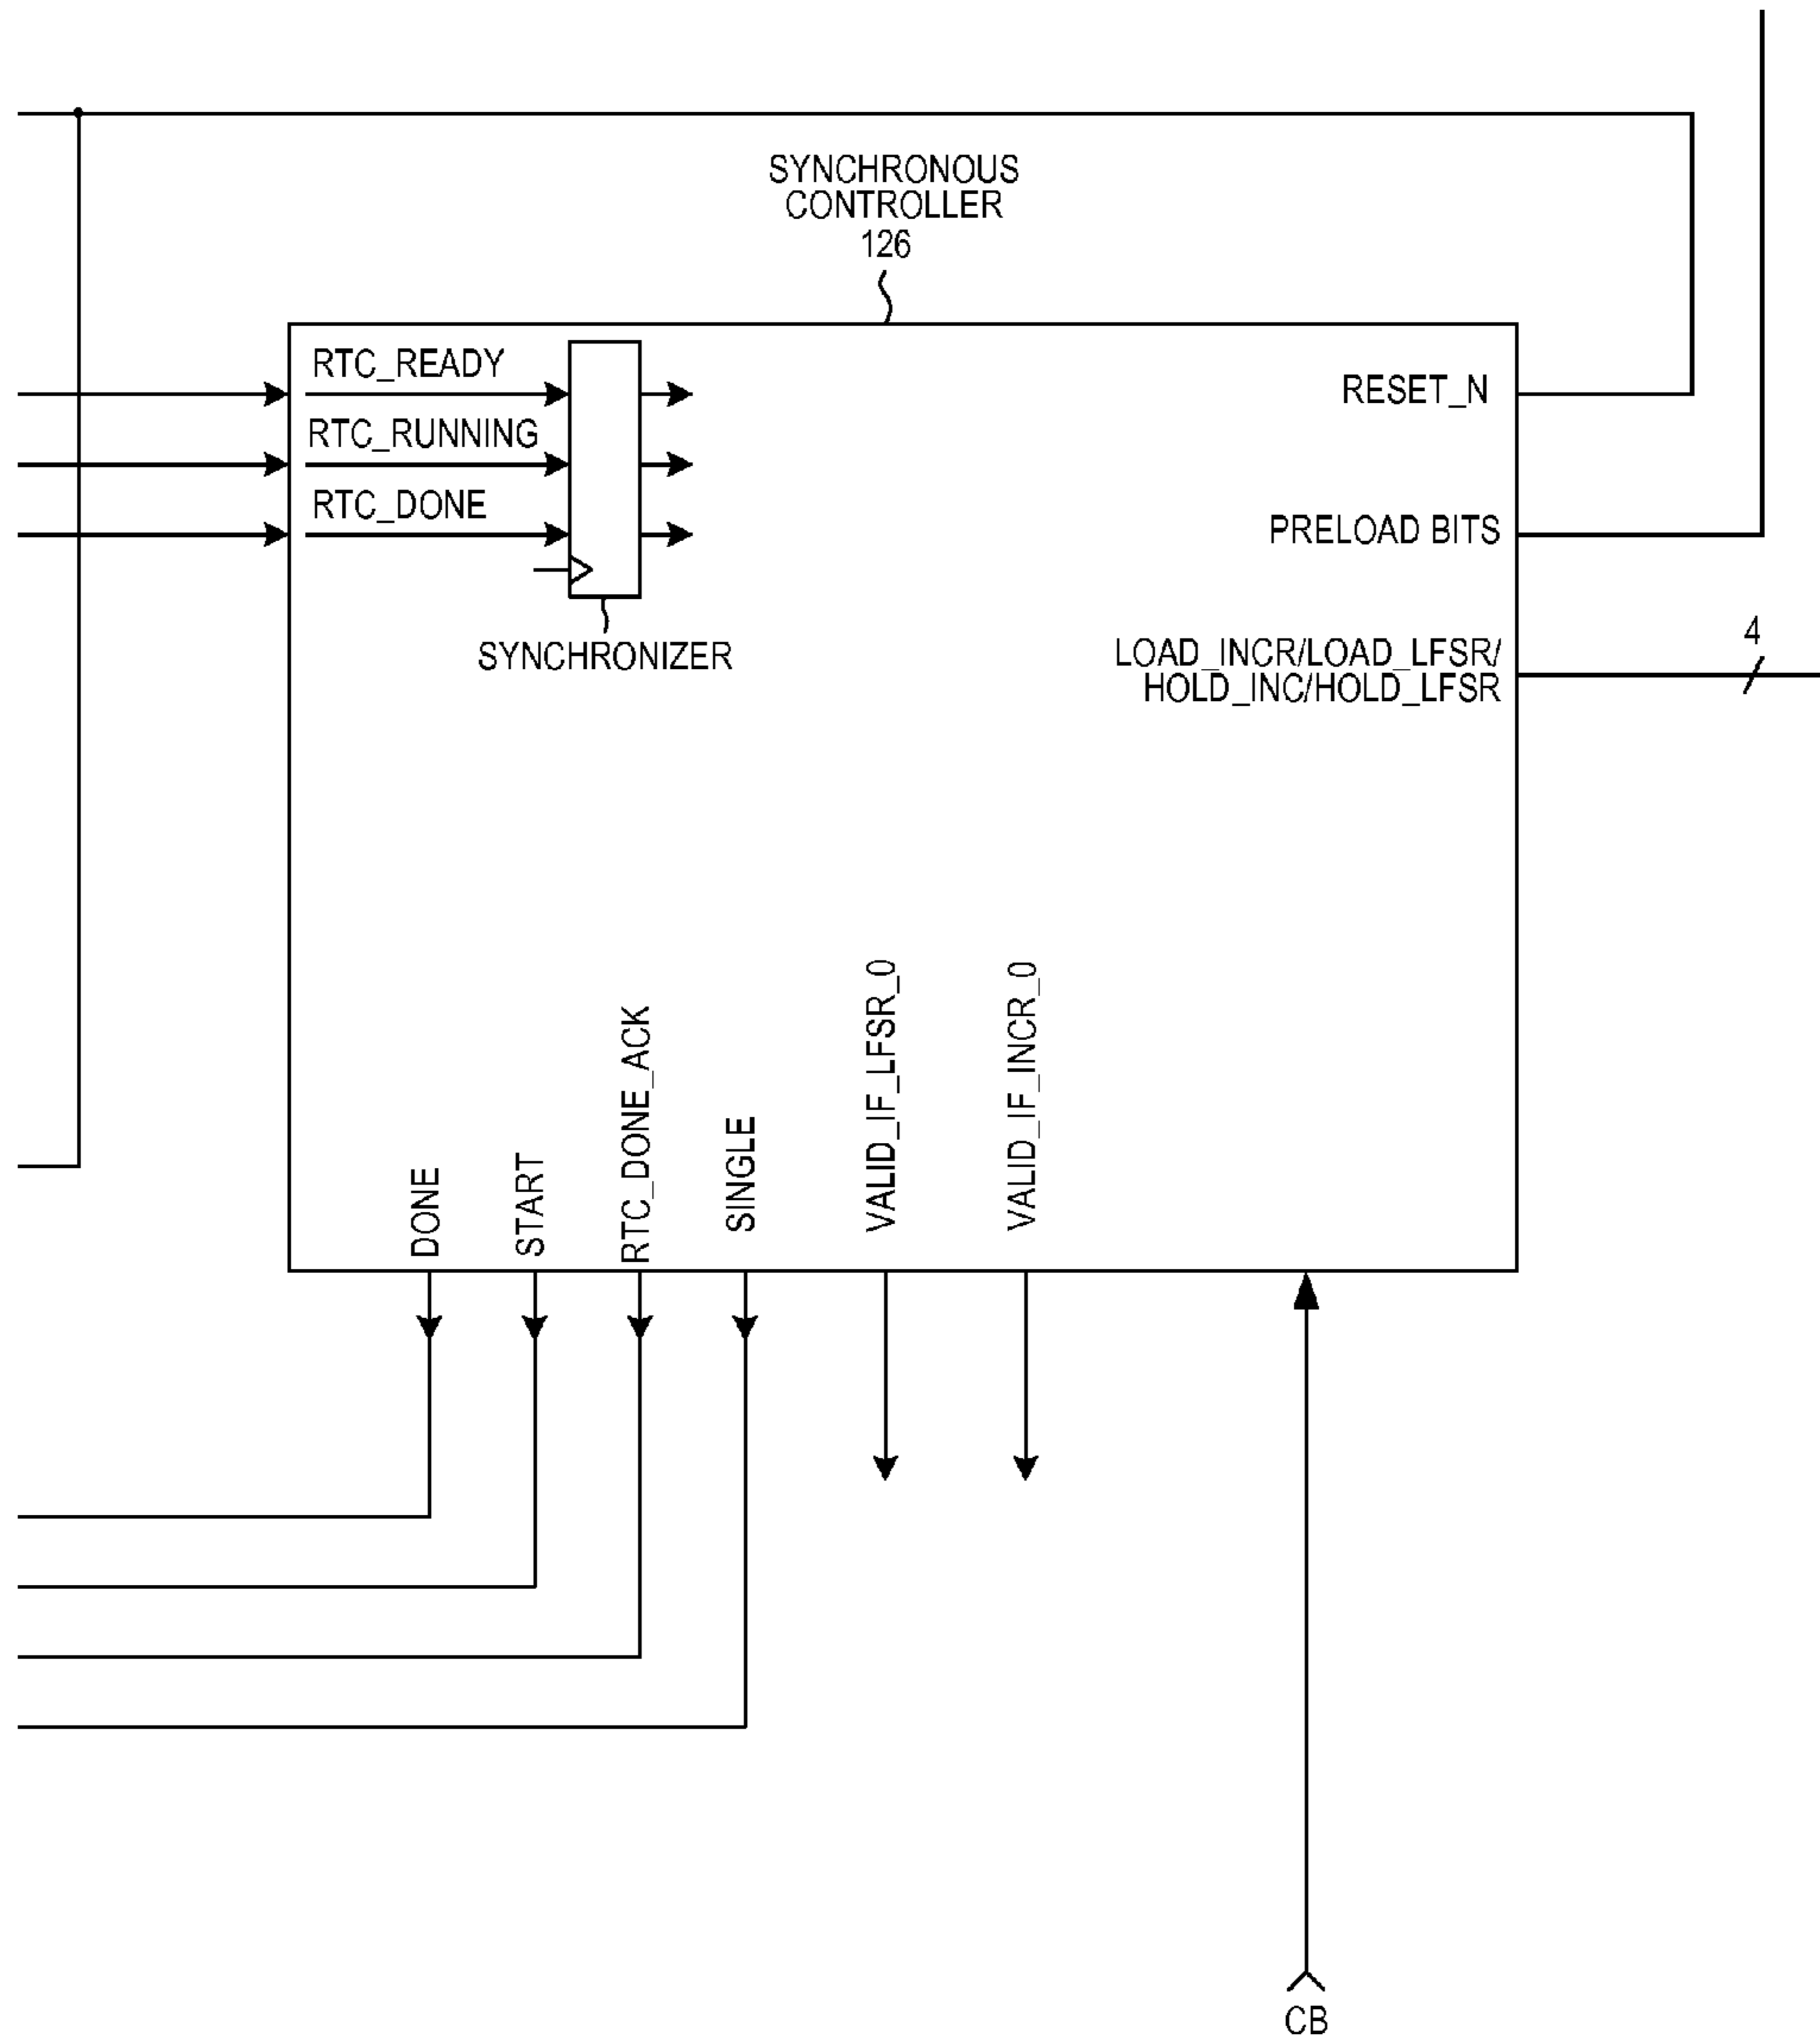 SYNCHRONOUS
CONTROLLER
126
RTC_READY
RTC_RUNNING
RTC_DONE
SYNCHRONIZER
RESET_N
PRELOAD BITS
LOAD_INCR/LOAD_LFSR/
HOLD_INC/HOLD_LFSR
4
DONE
START
RTC_DONE_ACK
SINGLE
VALID_IF_LFSR_0
VALID_IF_INCR_0
CB